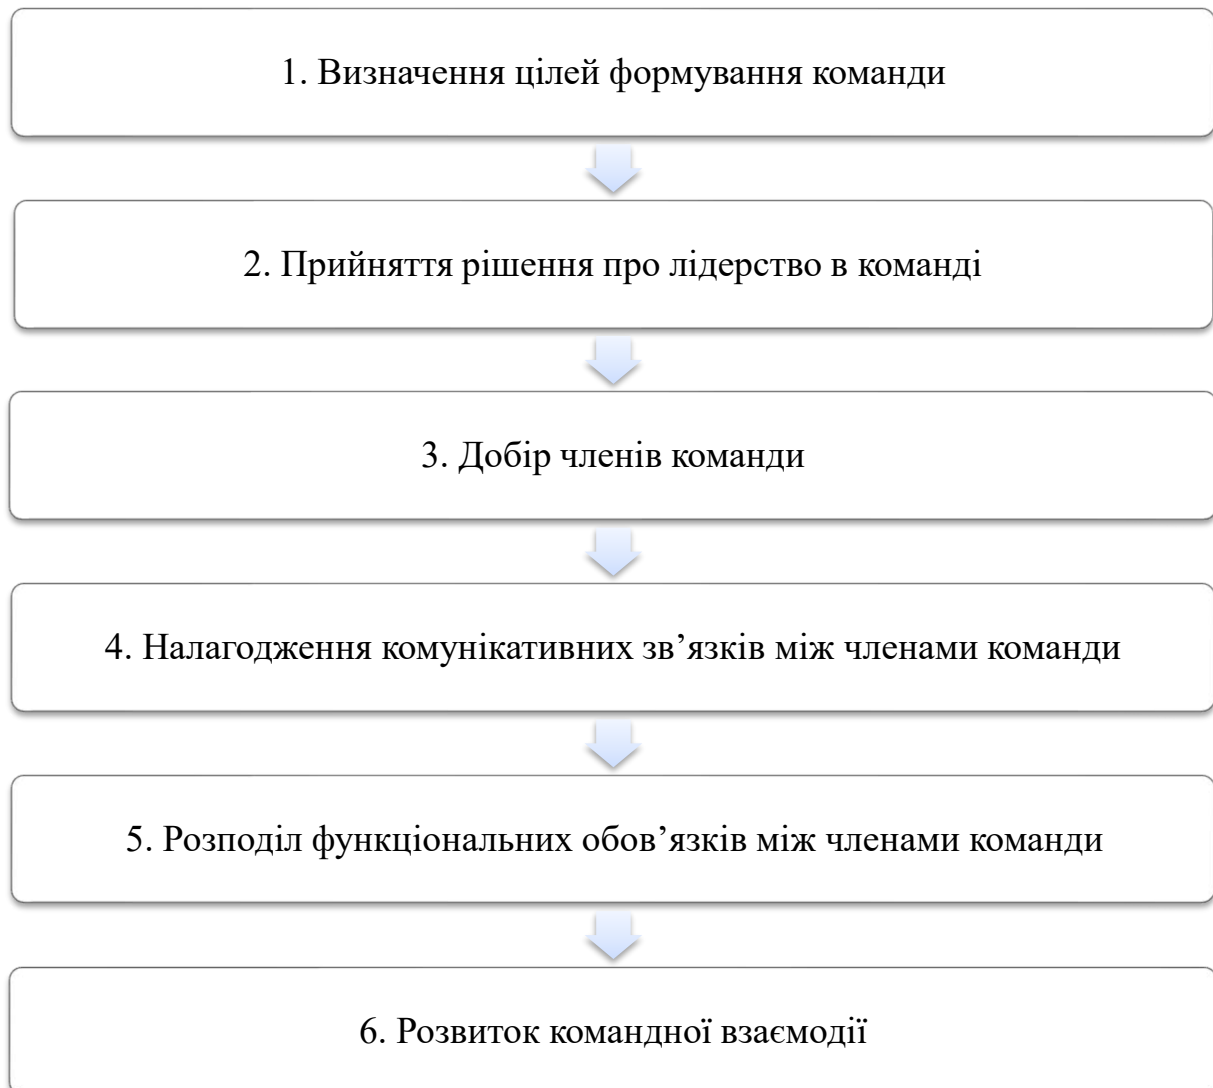 1. Визначення цілей формування команди
2. Прийняття рішення про лідерство в команді
3. Добір членів команди
4. Налагодження комунікативних зв’язків між членами команди
5. Розподіл функціональних обов’язків між членами команди
6. Розвиток командної взаємодії